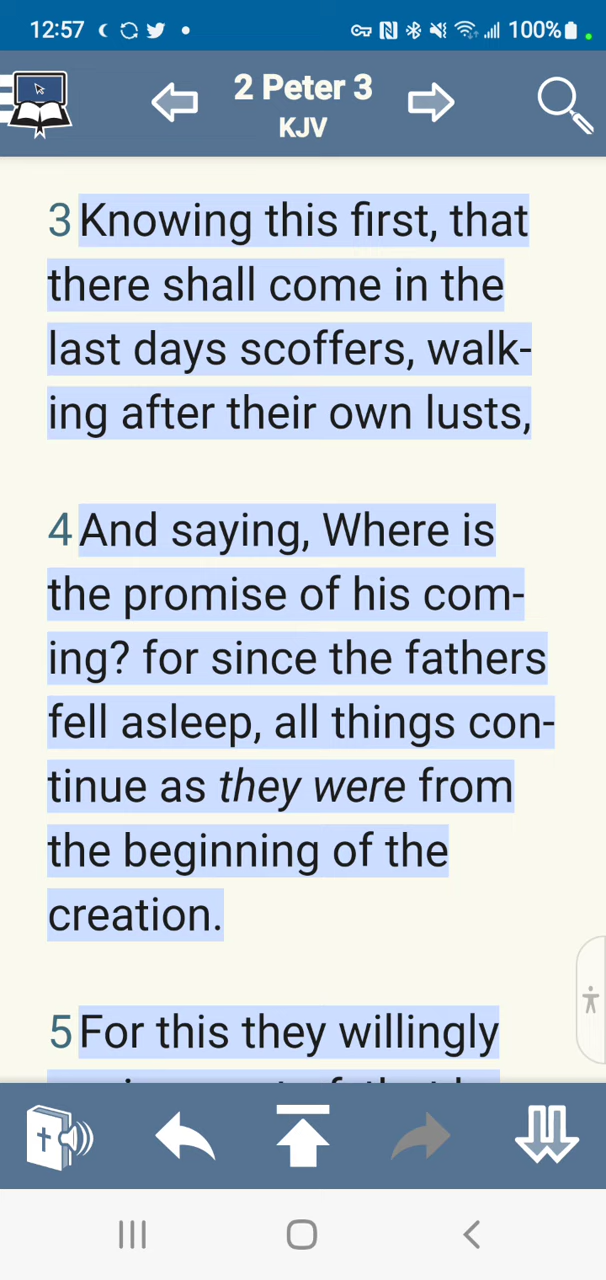 12:57 100%
2 Peter 3
KJV
3 Knowing this first, that
there shall come in the
last days scoffers, walk-
ing after their own lusts,
4 And saying, Where is
the promise of his com-
ing? for since the fathers
fell asleep, all things con-
tinue as they were from
the beginning of the
creation.
5 For this they willingly